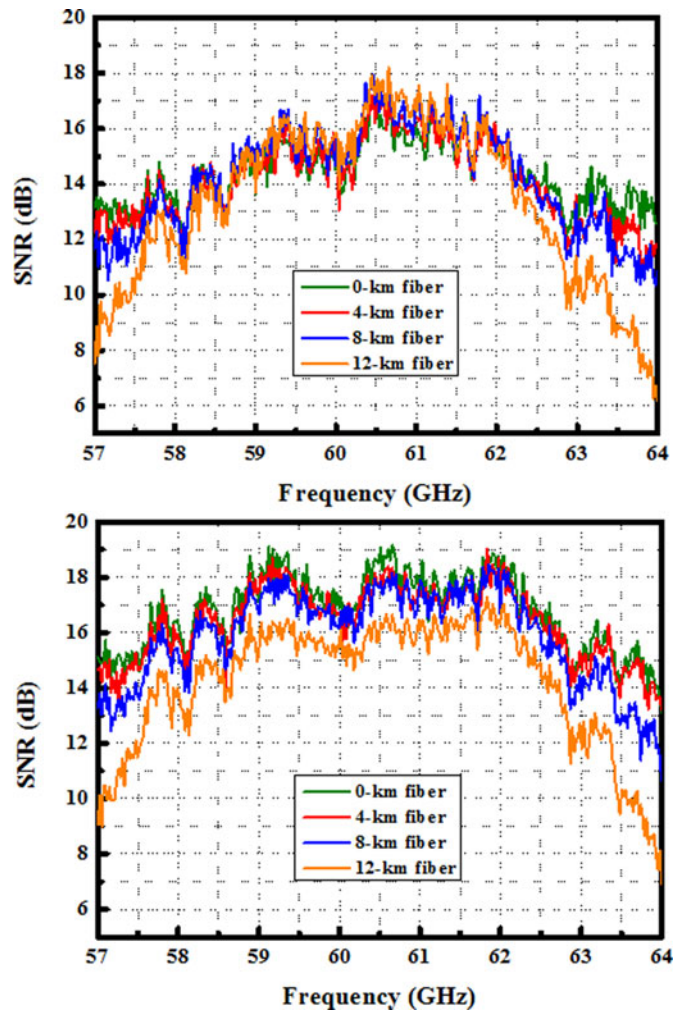 20
18
16
14
12
10
8
6
SNR (dB)
0-km fiber
4-km fiber
8-km fiber
12-km fiber
57 58 59 60 61 62 63 64
Frequency (GHz)
20
18
16
14
12
10
8
6
SNR (dB)
0-km fiber
4-km fiber
8-km fiber
12-km fiber
57 58 59 60 61 62 63 64
Frequency (GHz)